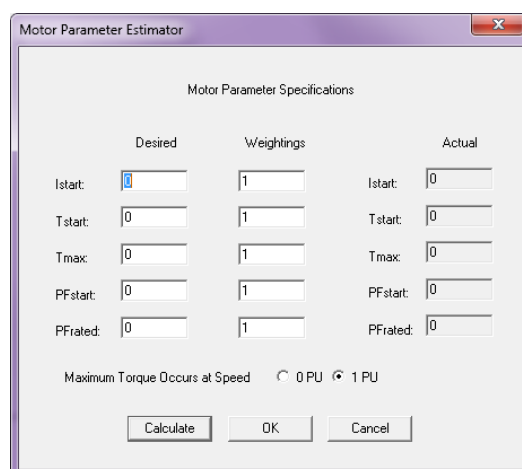 Motor Parameter Estimator
Motor Parameter Specifications
Desired Weightings Actual
Istart: 0 1 Istart: 0
Tstart: 0 1 Tstart: 0
Tmax: 0 1 Tmax: 0
PFstart: 0 1 PFstart: 0
PFrated: 0 1 PFrated: 0
Maximum Torque Occurs at Speed 0 PU 1 PU
Calculate OK Cancel